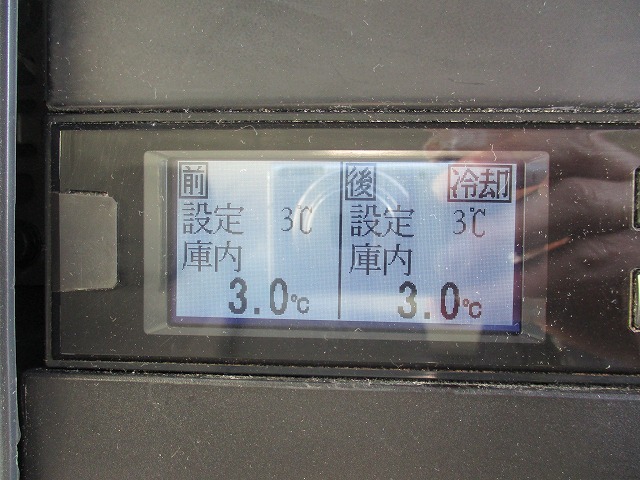 前
設定 3℃
庫内
3.0℃
後 冷却
設定 3℃
庫内
3.0℃